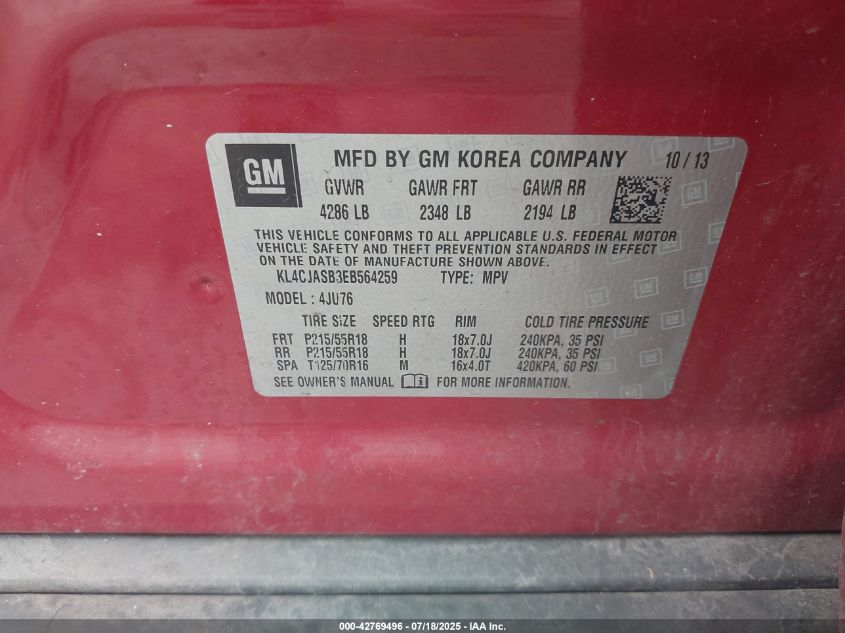 GM
MFD BY GM KOREA COMPANY 10 / 13
GVWR GAWR FRT GAWR RR
4286 LB 2348 LB 2194 LB
THIS VEHICLE CONFORMS TO ALL APPLICABLE U.S. FEDERAL MOTOR
VEHICLE SAFETY AND THEFT PREVENTION STANDARDS IN EFFECT
ON THE DATE OF MANUFACTURE SHOWN ABOVE.
KL4CJASB3EB564259 TYPE: MPV
MODEL : 4JU76
TIRE SIZE SPEED RTG RIM COLD TIRE PRESSURE
FRT P215/55R18 H 18x7.0J 240KPA, 35 PSI
RR P215/55R18 H 18x7.0J 240KPA, 35 PSI
SPA T125/70R16 M 16x4.0T 420KPA, 60 PSI
SEE OWNER'S MANUAL FOR MORE INFORMATION.
000-42769496 - 07/18/2025 - IAA Inc.